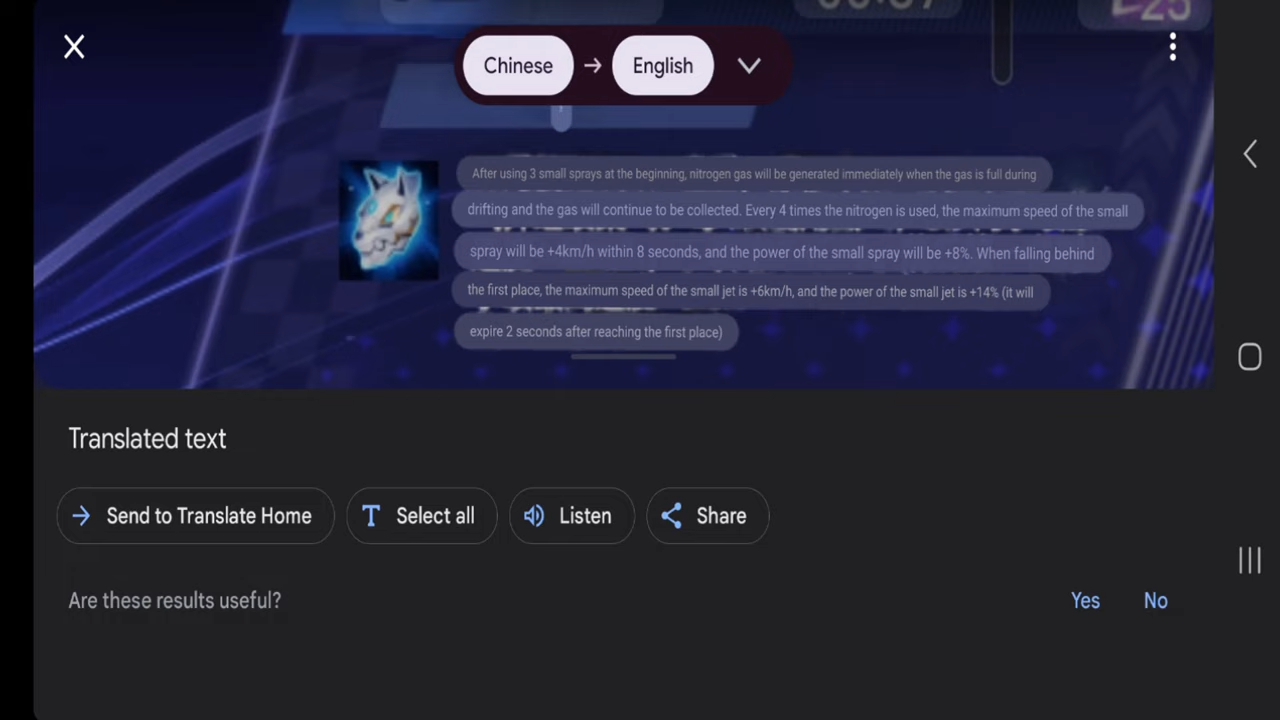 Chinese → English
After using 3 small sprays at the beginning, nitrogen gas will be generated immediately when the gas is full during
drifting and the gas will continue to be collected. Every 4 times the nitrogen is used, the maximum speed of the small
spray will be +4km/h within 8 seconds, and the power of the small spray will be +8%. When falling behind
the first place, the maximum speed of the small jet is +6km/h, and the power of the small jet is +14% (it will
expire 2 seconds after reaching the first place)
Translated text
Send to Translate Home
Select all
Listen
Share
Are these results useful?
Yes
No